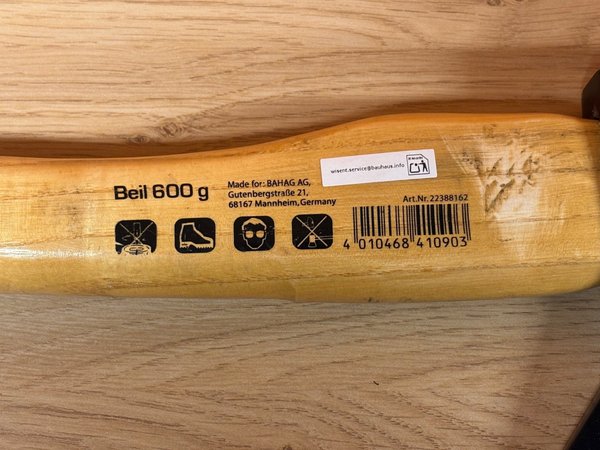 wisent.service@bauhaus.info
Beil 600 g
Made for: BAHAG AG,
Gutenbergstraße 21,
68167 Mannheim,Germany
Art.Nr. 22388162
4 010468 410903